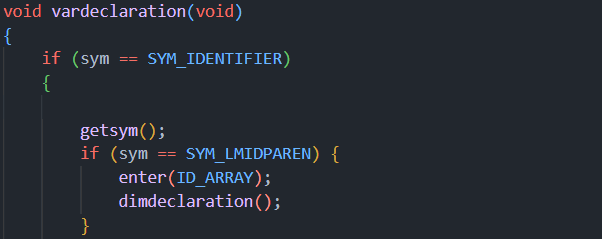 void vardeclaration(void)
{
if (sym == SYM_IDENTIFIER)
{
getsym();
if (sym == SYM_LMIDPAREN) {
enter(ID_ARRAY);
dimdeclaration();
}